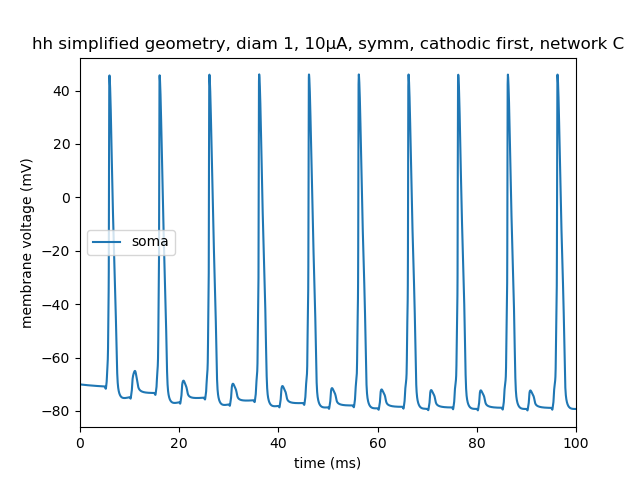 hh simplified geometry, diam 1, 10μA, symm, cathodic first, network C
membrane voltage (mV)
40
20
0
−20
−40
−60
−80
soma
0 20 40 60 80 100
time (ms)